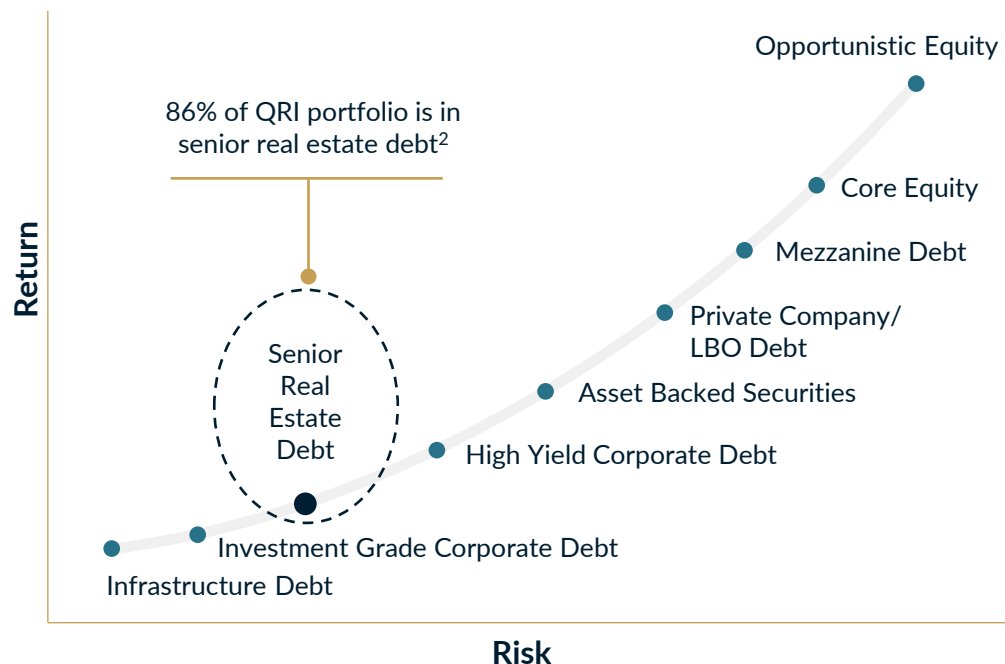 Opportunistic Equity
86% of QRI portfolio is in
senior real estate debt²
Core Equity
Return
Mezzanine Debt
Private Company/
LBO Debt
Senior
Real
Estate
Debt
Asset Backed Securities
High Yield Corporate Debt
Investment Grade Corporate Debt
Infrastructure Debt
Risk